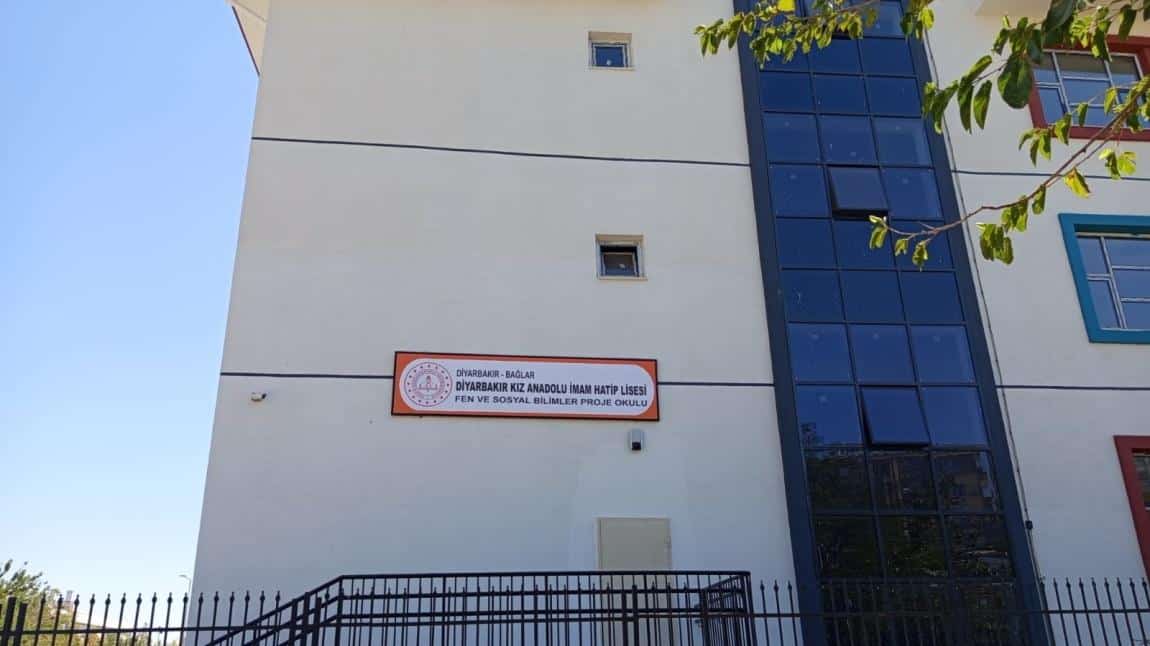 DİYARBAKIR - BAĞLAR
DİYARBAKIR KIZ ANADOLU İMAM HATİP LİSESİ
FEN VE SOSYAL BİLİMLER PROJE OKULU